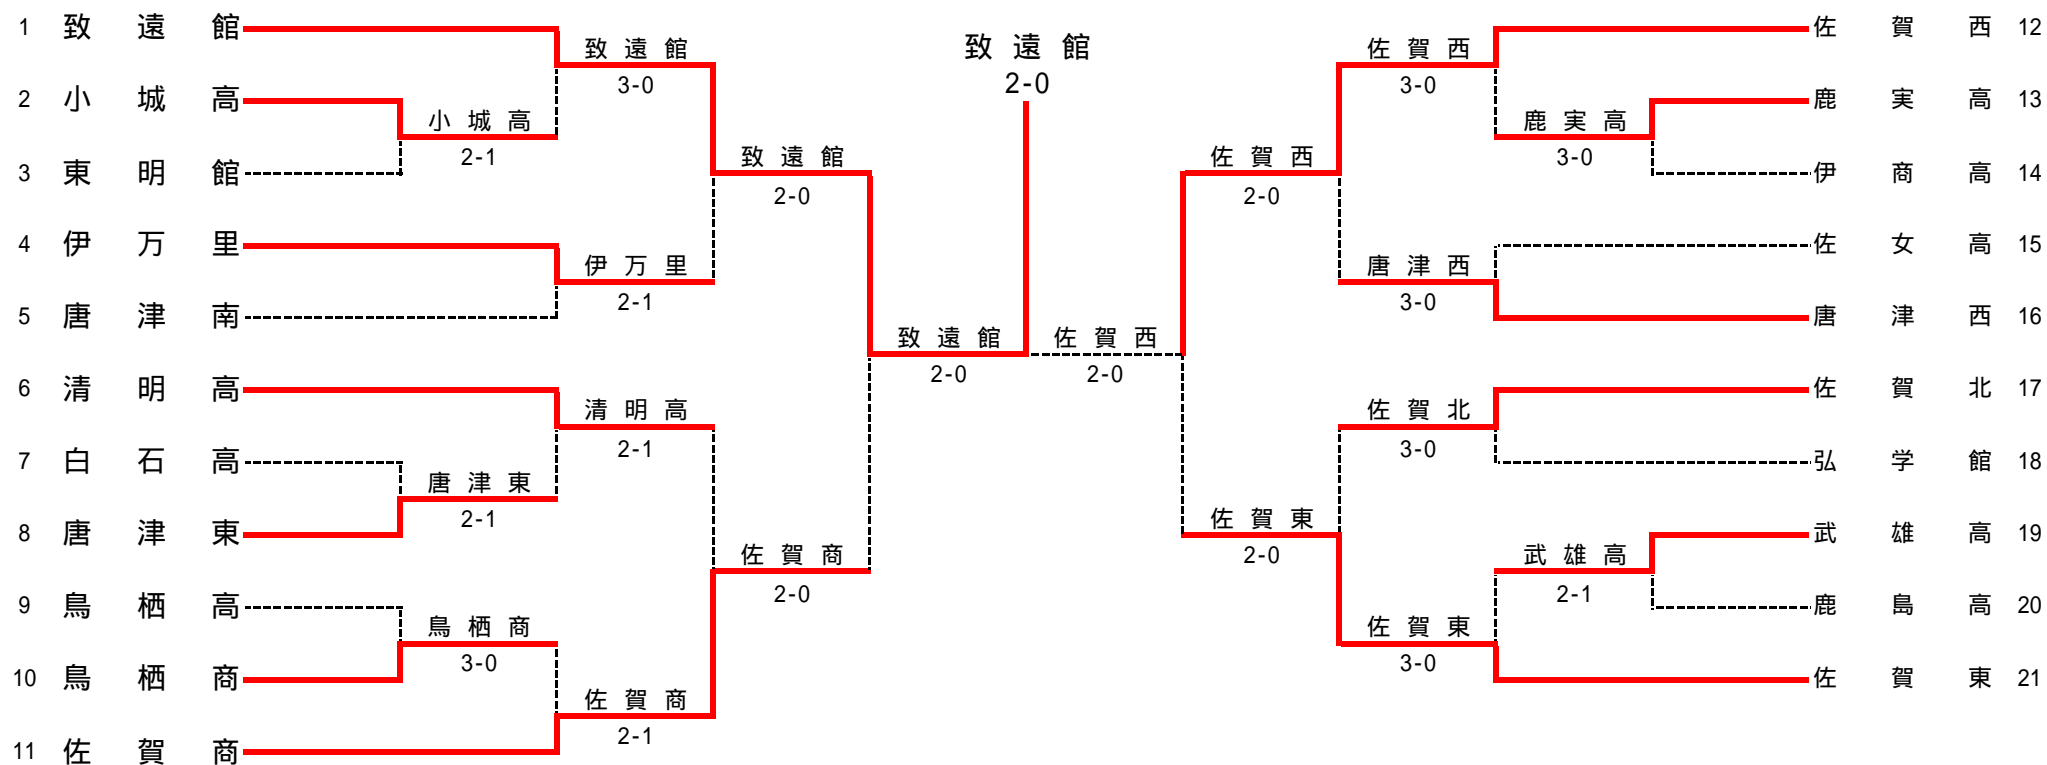 1 致遠館
2 小城高
3 東明館
4 伊万里
5 唐津南
6 清明高
7 白石高
8 唐津東
9 鳥栖高
10 鳥栖商
11 佐賀商
小城高
2-1
唐津東
2-1
鳥栖商
3-0
致遠館
3-0
伊万里
2-1
清明高
2-1
佐賀商
2-1
致遠館
2-0
佐賀商
2-0
致遠館
2-0
致遠館
2-0
佐賀西
2-0
佐賀西
2-0
佐賀東
2-0
佐賀西
3-0
唐津西
3-0
佐賀北
3-0
佐賀東
3-0
鹿実高
3-0
武雄高
2-1
佐賀西 12
鹿実高 13
伊商高 14
佐女高 15
唐津西 16
佐賀北 17
弘学館 18
武雄高 19
鹿島高 20
佐賀東 21